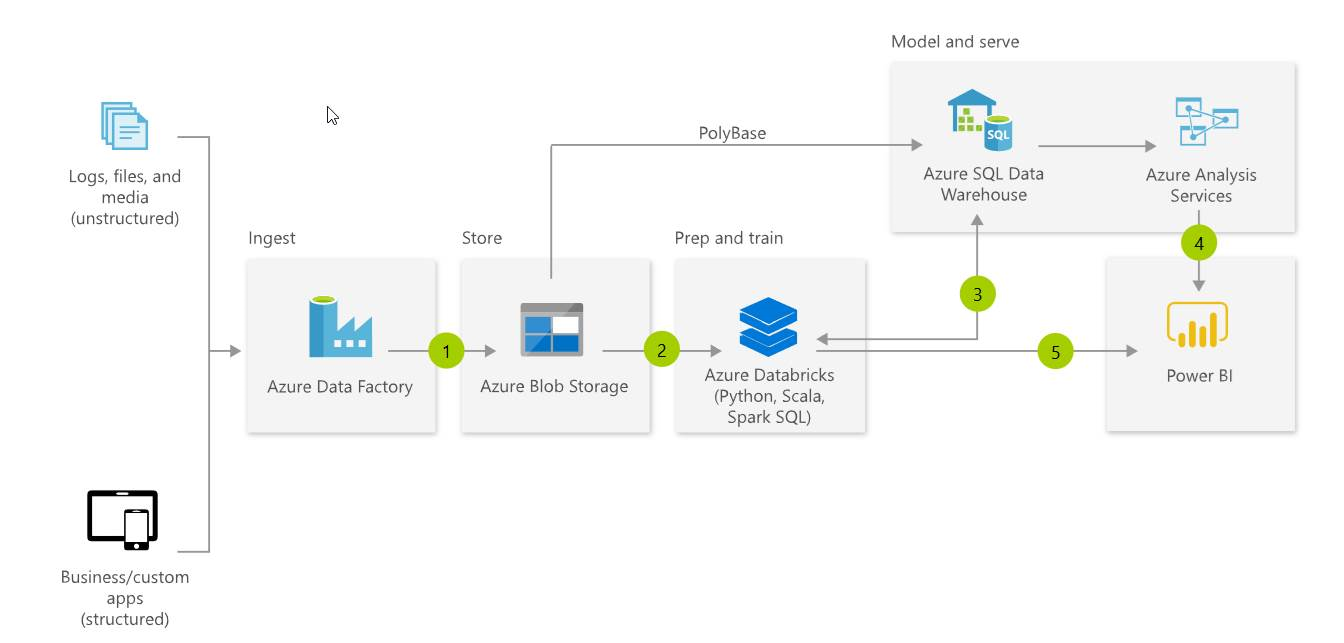 Model and serve
SQL
Azure SQL Data
Warehouse
Azure Analysis
Services
PolyBase
Logs, files, and
media
(unstructured)
Ingest
Store
Prep and train
Azure Data Factory
1
Azure Blob Storage
2
Azure Databricks
(Python, Scala,
Spark SQL)
3
4
5
Power BI
Business/custom
apps
(structured)